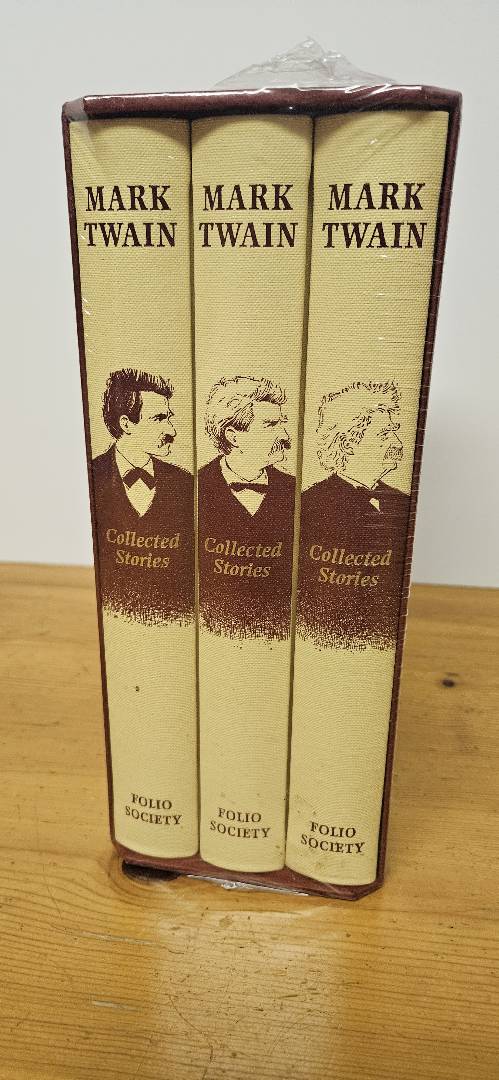 MARK
TWAIN
Collected
Stories
FOLIO
SOCIETY
MARK
TWAIN
Collected
Stories
FOLIO
SOCIETY
MARK
TWAIN
Collected
Stories
FOLIO
SOCIETY